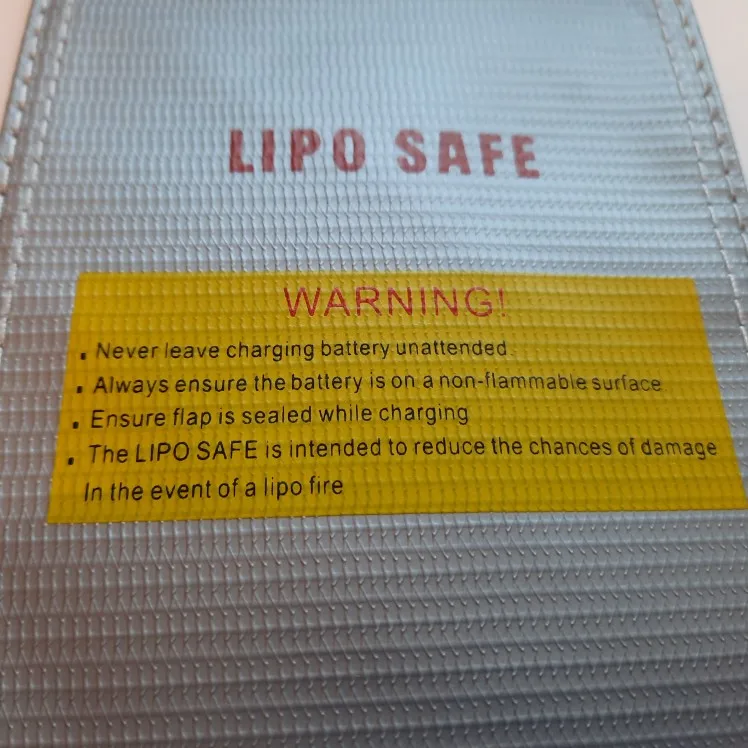 LIPO SAFE
WARNING!
. Never leave charging battery unattended.
. Always ensure the battery is on a non-flammable surface
. Ensure flap is sealed while charging
. The LIPO SAFE is intended to reduce the chances of damage
In the event of a lipo fire